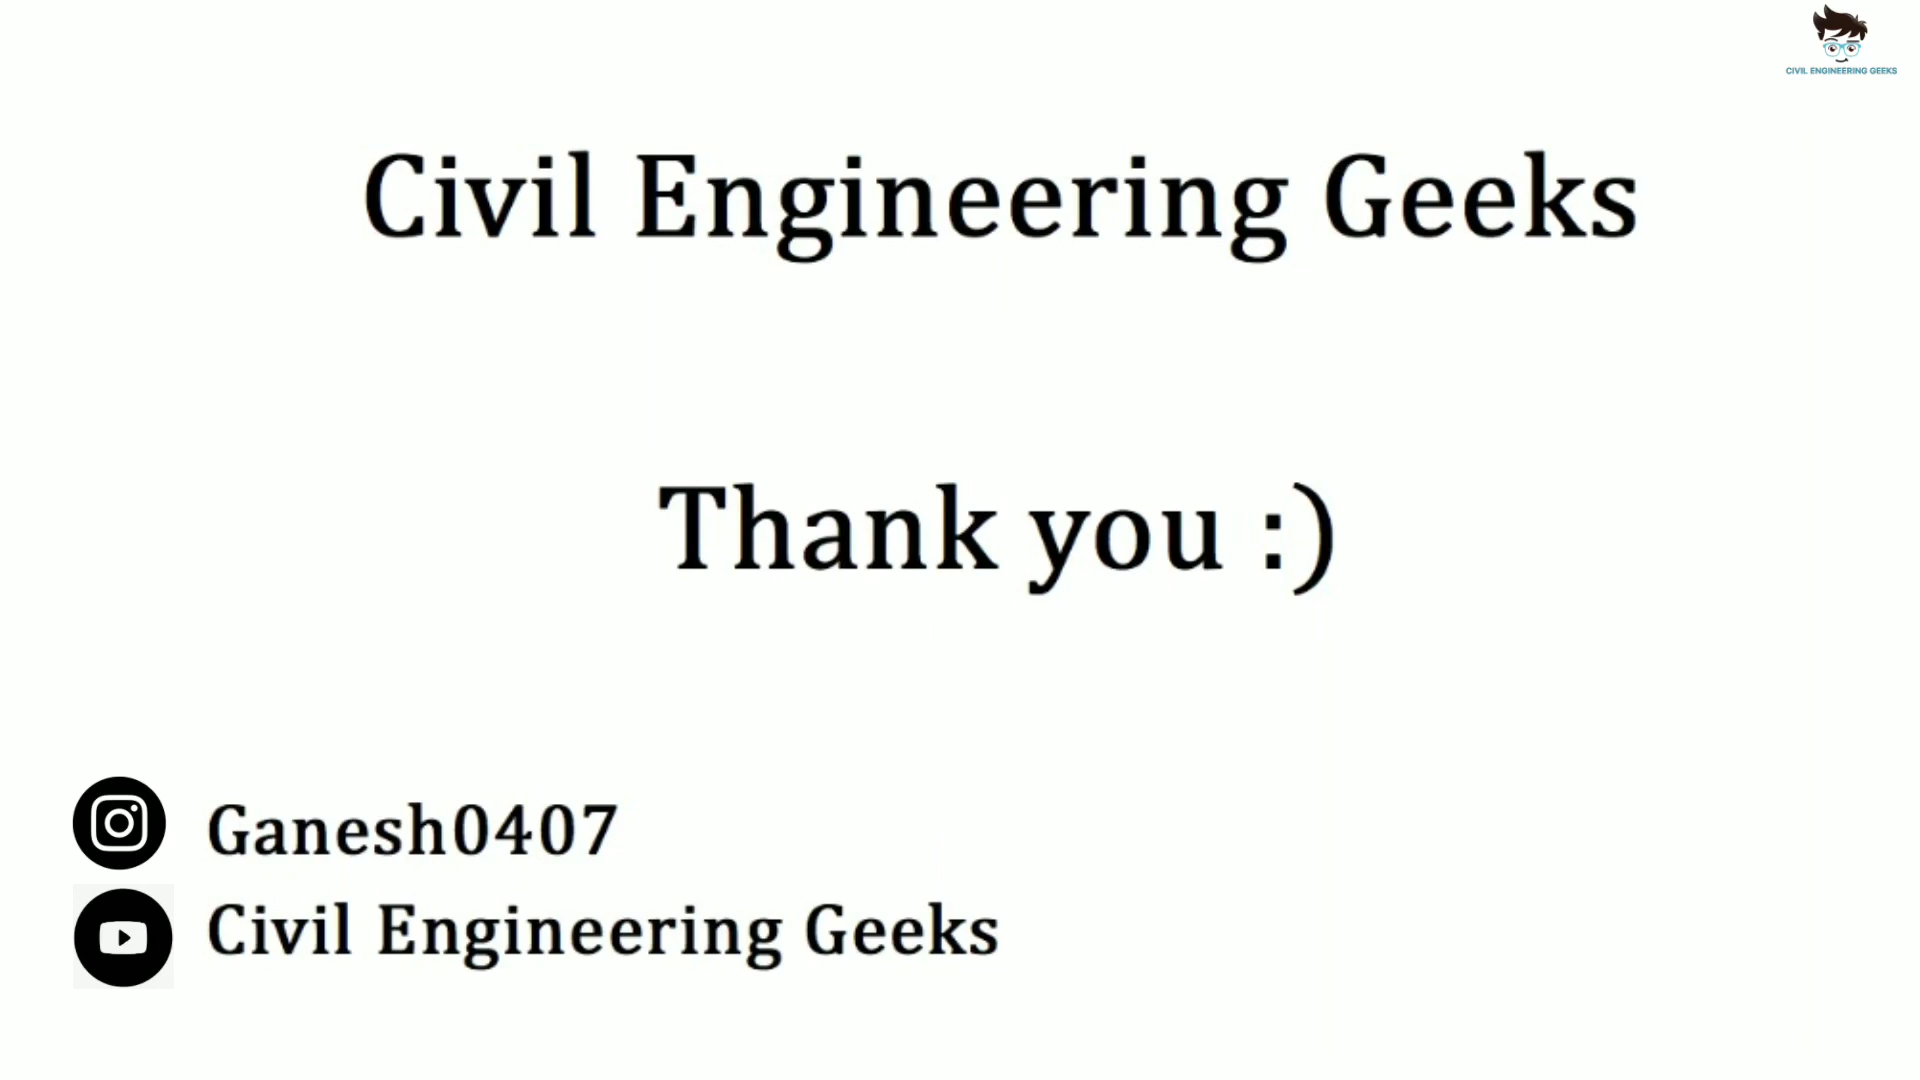 CIVIL ENGINEERING GEEKS
Civil Engineering Geeks
Thank you :)
Ganesh0407
Civil Engineering Geeks